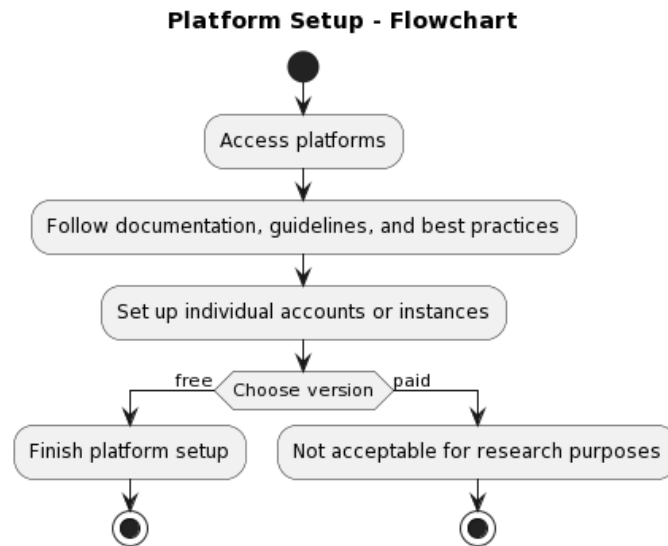 Platform Setup - Flowchart
Access platforms
Follow documentation, guidelines, and best practices
Set up individual accounts or instances
free
Choose version
paid
Finish platform setup
Not acceptable for research purposes